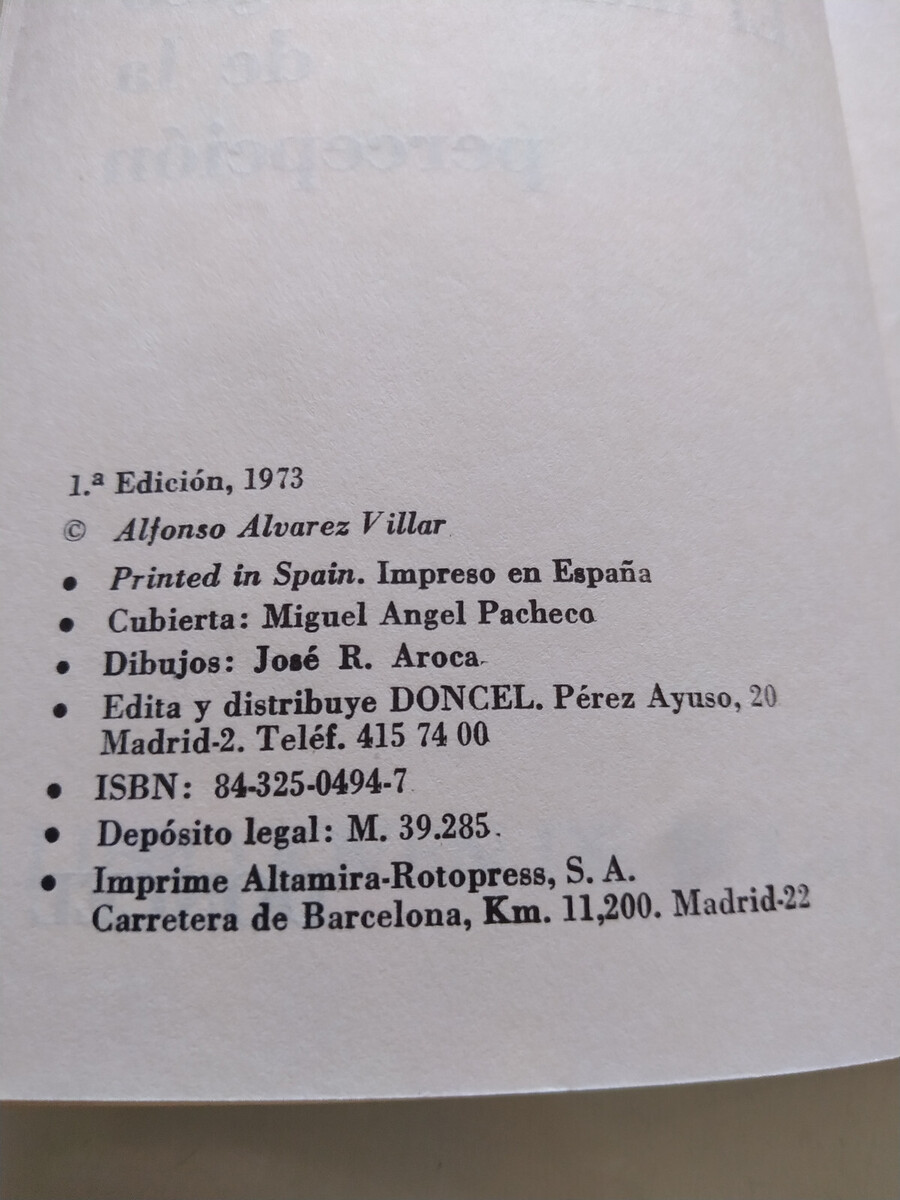 de la
percepción
1.ª Edición, 1973
© Alfonso Alvarez Villar
• Printed in Spain. Impreso en España
• Cubierta: Miguel Angel Pacheco
• Dibujos: José R. Aroca
• Edita y distribuye DONCEL. Pérez Ayuso, 20
Madrid-2. Teléf. 415 74 00
• ISBN: 84-325-0494-7
• Depósito legal: M. 39.285.
• Imprime Altamira-Rotopress, S. A.
Carretera de Barcelona, Km. 11,200. Madrid-22